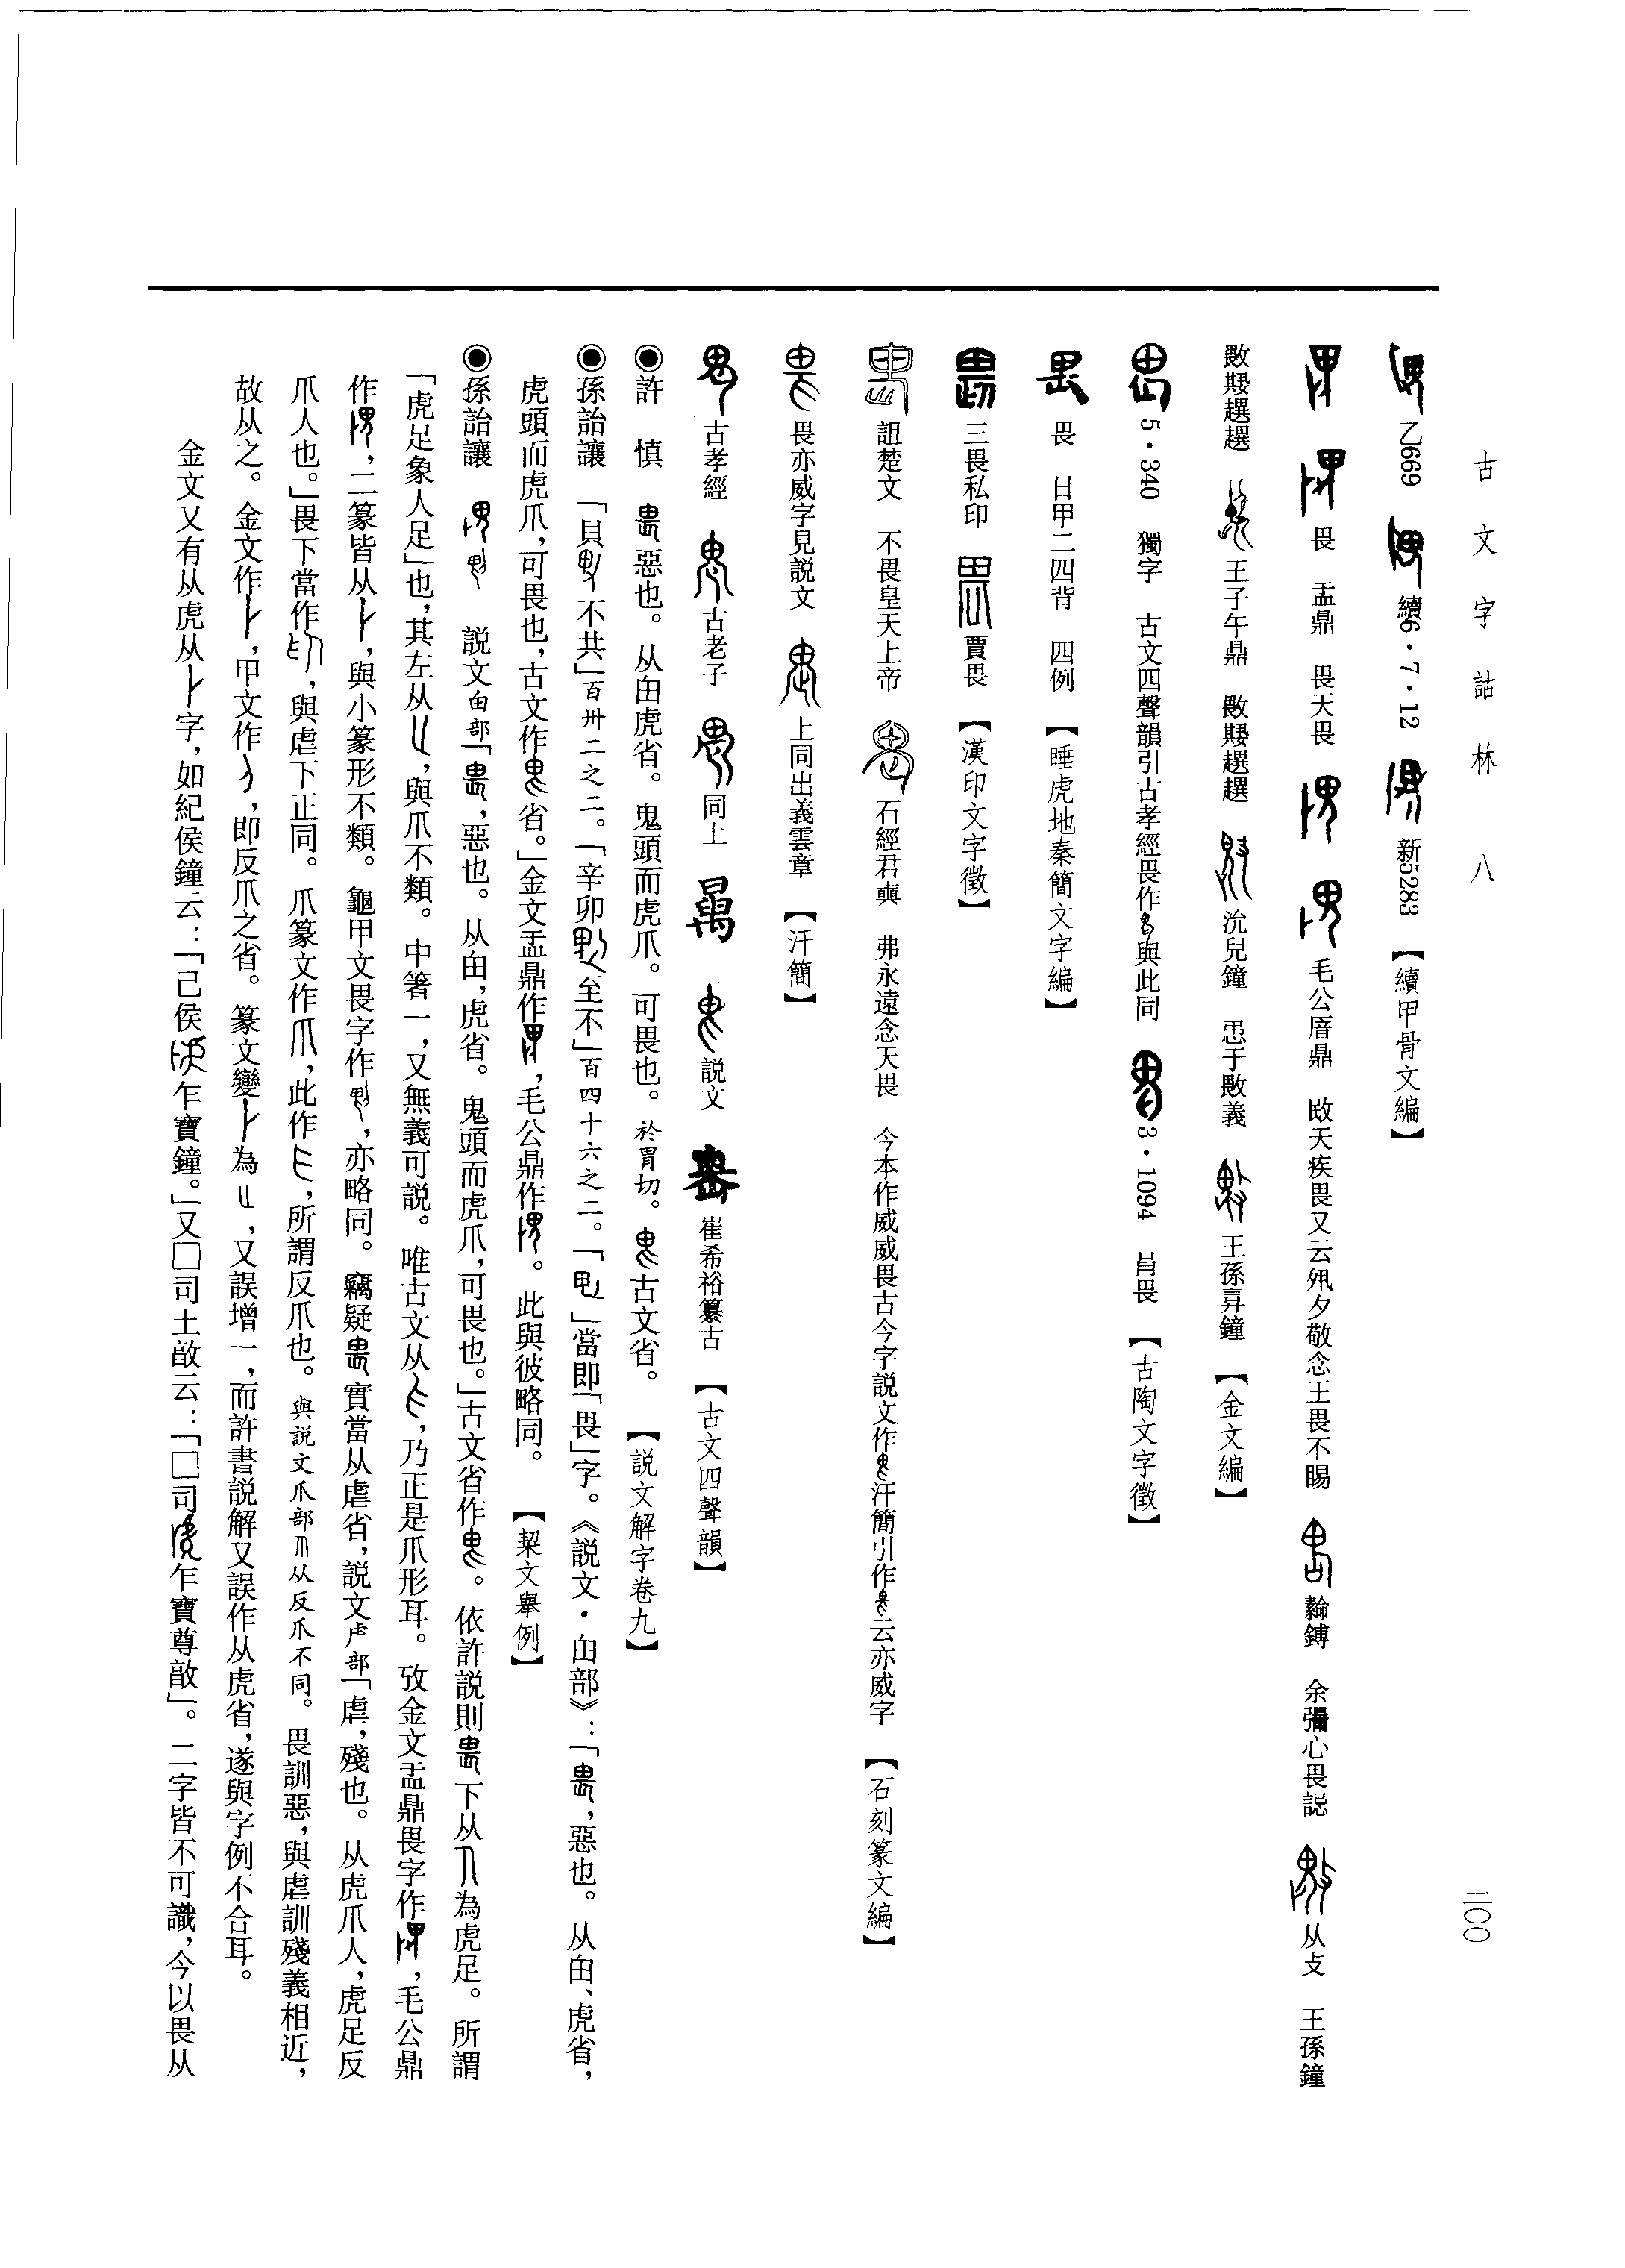 古文字詁林　八
二〇〇
乙669　續6·7·12　新5283　【續甲骨文編】
畏　盂鼎　畏天畏　毛公㢋鼎　敃天疾畏又云夙夕敬念王畏不賜　𦅫鎛　余彌心畏誋　从攴　王孫鐘
趩趩　王子午鼎　趩趩　沇兒鐘　惄于威義　王孫𢍰鐘　【金文編】
5·340　獨字　古文四聲韻引古孝經畏作與此同　3·1094　昌畏　【古陶文字徵】
畏　日甲二四背　四例　【睡虎地秦簡文字編】
三畏私印　賈畏　【漢印文字徵】
詛楚文　不畏皇天上帝　石經君奭　弗永遠念天畏　今本作威威畏古今字説文作汗簡引作云亦威字　【石刻篆文編】
畏亦威字見説文　上同出義雲章　【汗簡】
古孝經　古老子　同上　説文　崔希裕纂古　【古文四聲韻】
◉許　慎　惡也。从甶虎省。鬼頭而虎爪。可畏也。於胃切。古文省。　【説文解字卷九】
◉孫詒讓　「貝不共」百卅二之二。「辛卯至不」百四十六之二。「」當即「畏」字。《説文·甶部》：「，惡也。从甶、虎省，
虎頭而虎爪，可畏也，古文作省。」金文盂鼎作，毛公鼎作。此與彼略同。　【栔文舉例】
◉孫詒讓　説文甶部「，惡也。从甶，虎省。鬼頭而虎爪，可畏也。」古文省作。依許説則下从為虎足。所謂
「虎足象人足」也，其左从，與爪不類。中箸一，又無義可説。唯古文从，乃正是爪形耳。攷金文盂鼎畏字作，毛公鼎
作，二篆皆从，與小篆形不類。龜甲文畏字作，亦略同。竊疑實當从虐省，説文虍部「虐，殘也。从虎爪人，虎足反
爪人也。」畏下當作，與虐下正同。爪篆文作，此作，所謂反爪也。與説文爪部从反爪不同。畏訓惡，與虐訓殘義相近，
故从之。金文作，甲文作，即反爪之省。篆文變為，又誤增一，而許書説解又誤作从虎省，遂與字例不合耳。
金文又有从虎从字，如紀侯鐘云：「己侯乍寶鐘。」又□司土敨云：「□司乍寶尊敨」。二字皆不可識，今以畏从